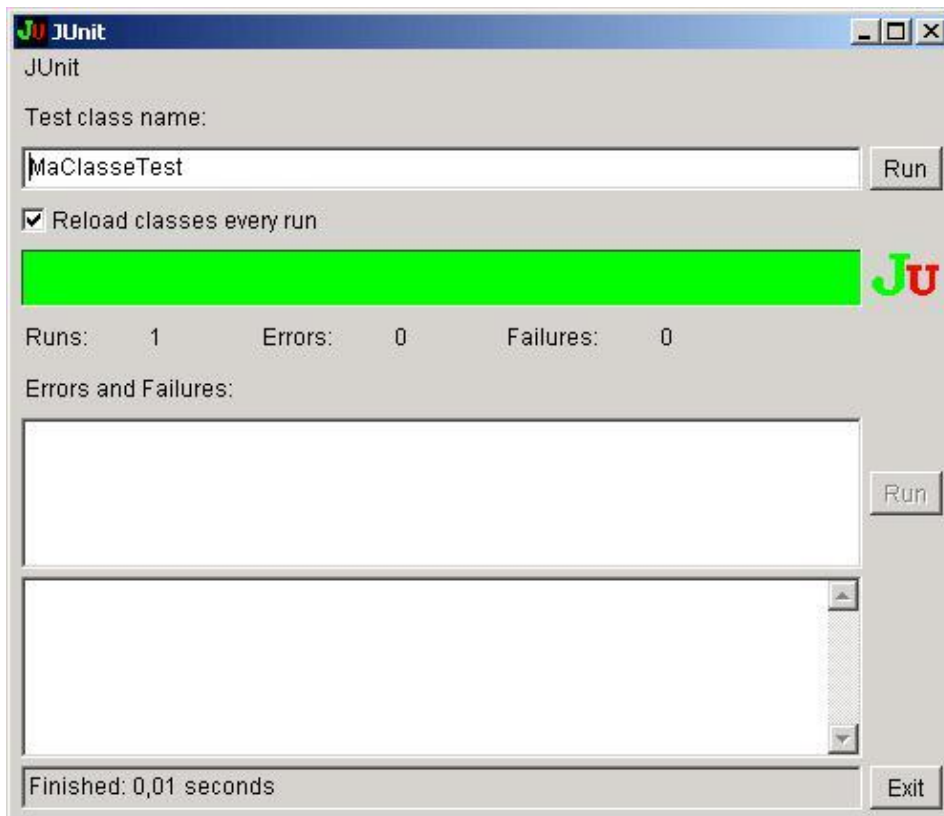 JUnit
JUnit
Test class name:
MaClasseTest
Run
Reload classes every run
JU
Runs: 1 Errors: 0 Failures: 0
Errors and Failures:
Run
Finished: 0,01 seconds
Exit